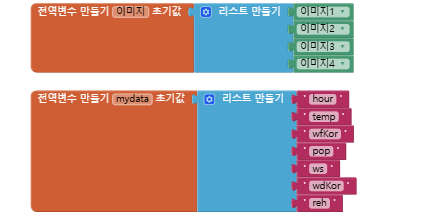 전역변수 만들기 이미지 초기값 리스트 만들기 이미지1
이미지2
이미지3
이미지4
전역변수 만들기 mydata 초기값 리스트 만들기 " hour "
" temp "
" wfKor "
" pop "
" ws "
" wdKor "
" reh "